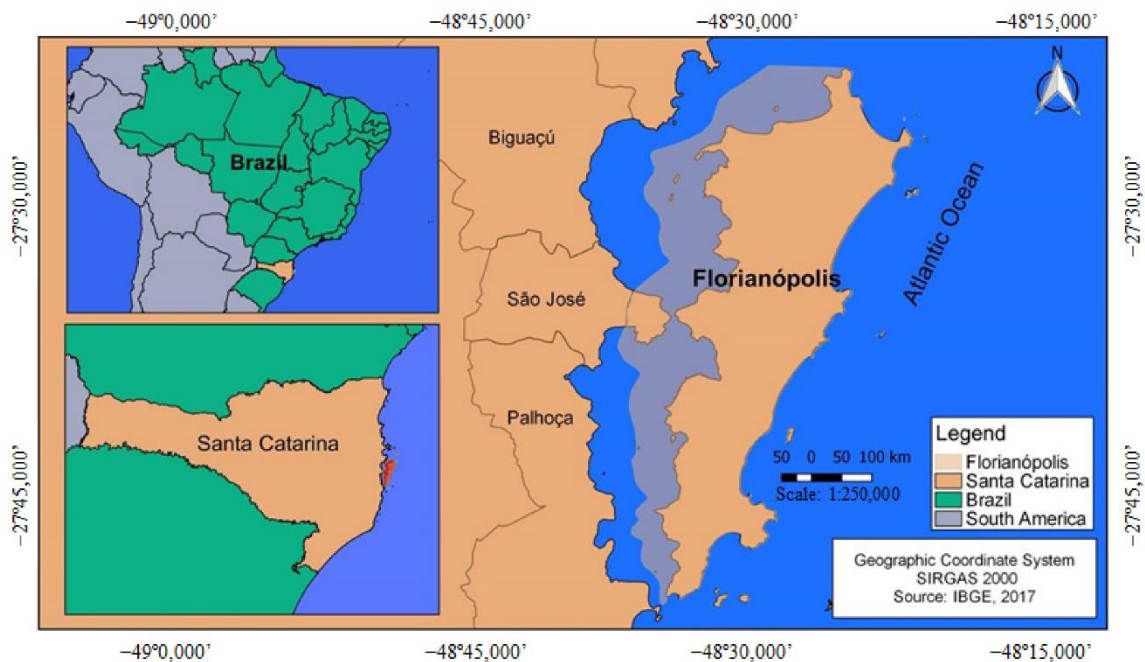 −49°0,000’
−48°45,000’
−48°30,000’
−48°15,000’
−27°30,000’
−27°45,000’
Brazil
Santa Catarina
Biguaçú
São José
Palhoça
Florianópolis
Atlantic Ocean
N
50 0 50 100 km
Scale: 1:250,000
Legend
Florianópolis
Santa Catarina
Brazil
South America
Geographic Coordinate System
SIRGAS 2000
Source: IBGE, 2017
−27°30,000’
−27°45,000’
−49°0,000’
−48°45,000’
−48°30,000’
−48°15,000’